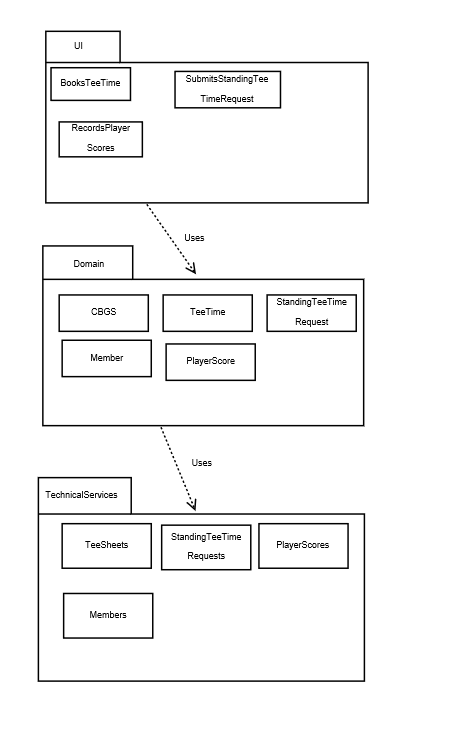 UI
BooksTeeTime
SubmitsStandingTee
TimeRequest
RecordsPlayer
Scores
Uses
Domain
CBGS
TeeTime
StandingTeeTime
Request
Member
PlayerScore
Uses
TechnicalServices
TeeSheets
StandingTeeTime
Requests
PlayerScores
Members